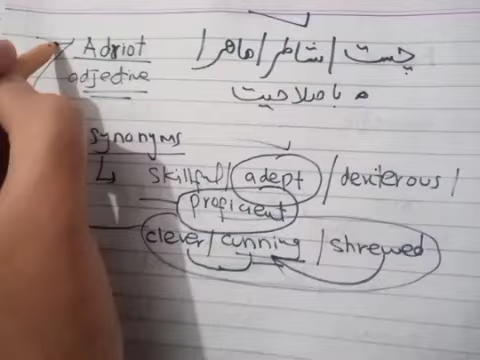 Adriot چست / شاطر / ماہر /
adjective
م باصلاحیت
synonyms
skillful / adept / dexterous /
proficient
clever / cunning / shrewed